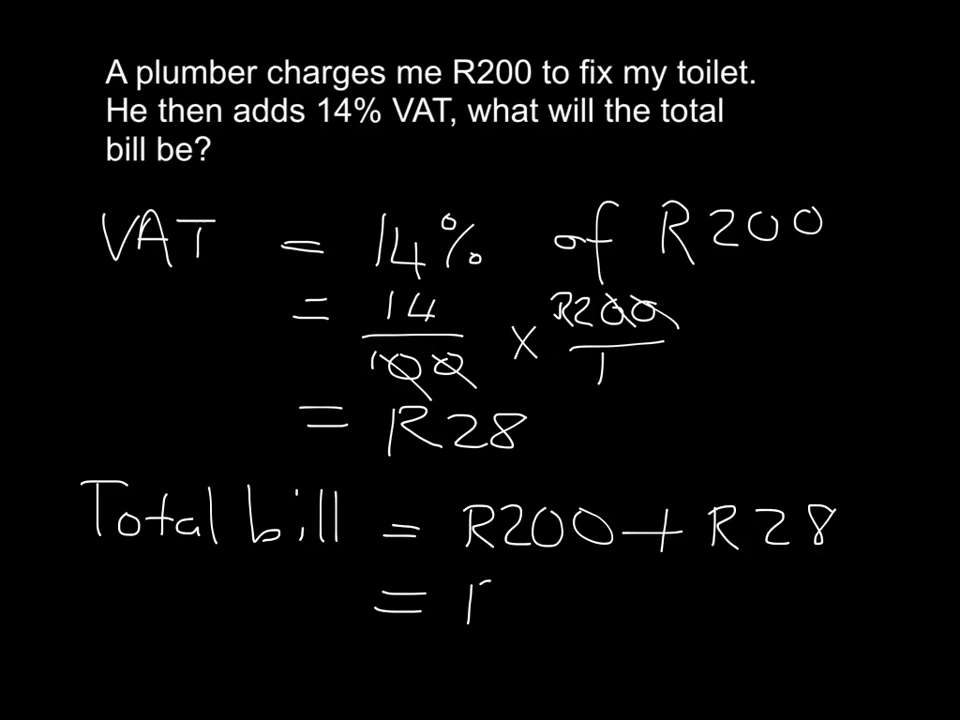 A plumber charges me R200 to fix my toilet.
He then adds 14% VAT, what will the total
bill be?
VAT = 14% of R200
= 14/100 × R200/1
= R28
Total bill = R200 + R28
=